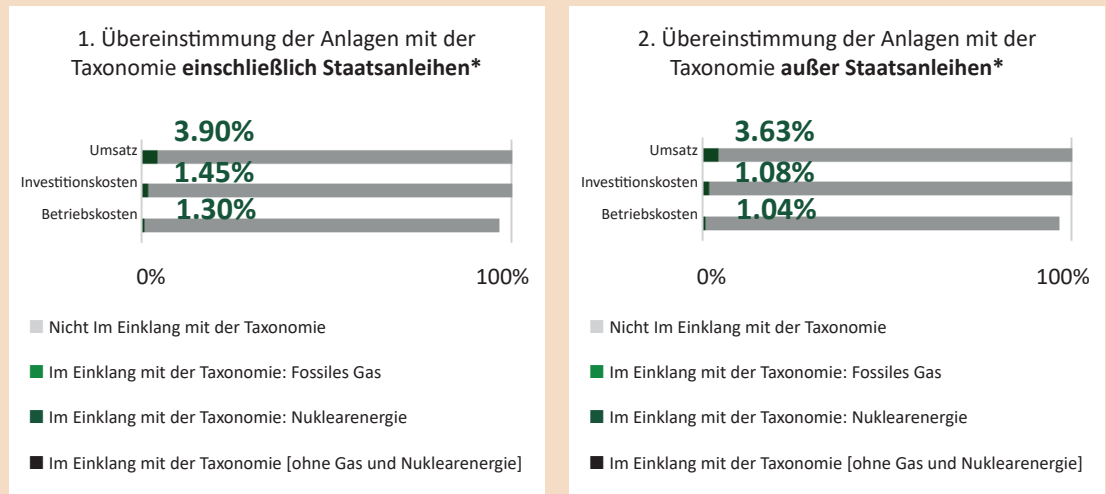 1. Übereinstimmung der Anlagen mit der
Taxonomie einschließlich Staatsanleihen*
3.90%
Umsatz
1.45%
Investitionskosten
1.30%
Betriebskosten
0%
100%
Nicht Im Einklang mit der Taxonomie
Im Einklang mit der Taxonomie: Fossiles Gas
Im Einklang mit der Taxonomie: Nuklearenergie
Im Einklang mit der Taxonomie [ohne Gas und Nuklearenergie]
2. Übereinstimmung der Anlagen mit der
Taxonomie außer Staatsanleihen*
3.63%
Umsatz
1.08%
Investitionskosten
1.04%
Betriebskosten
0%
100%
Nicht Im Einklang mit der Taxonomie
Im Einklang mit der Taxonomie: Fossiles Gas
Im Einklang mit der Taxonomie: Nuklearenergie
Im Einklang mit der Taxonomie [ohne Gas und Nuklearenergie]